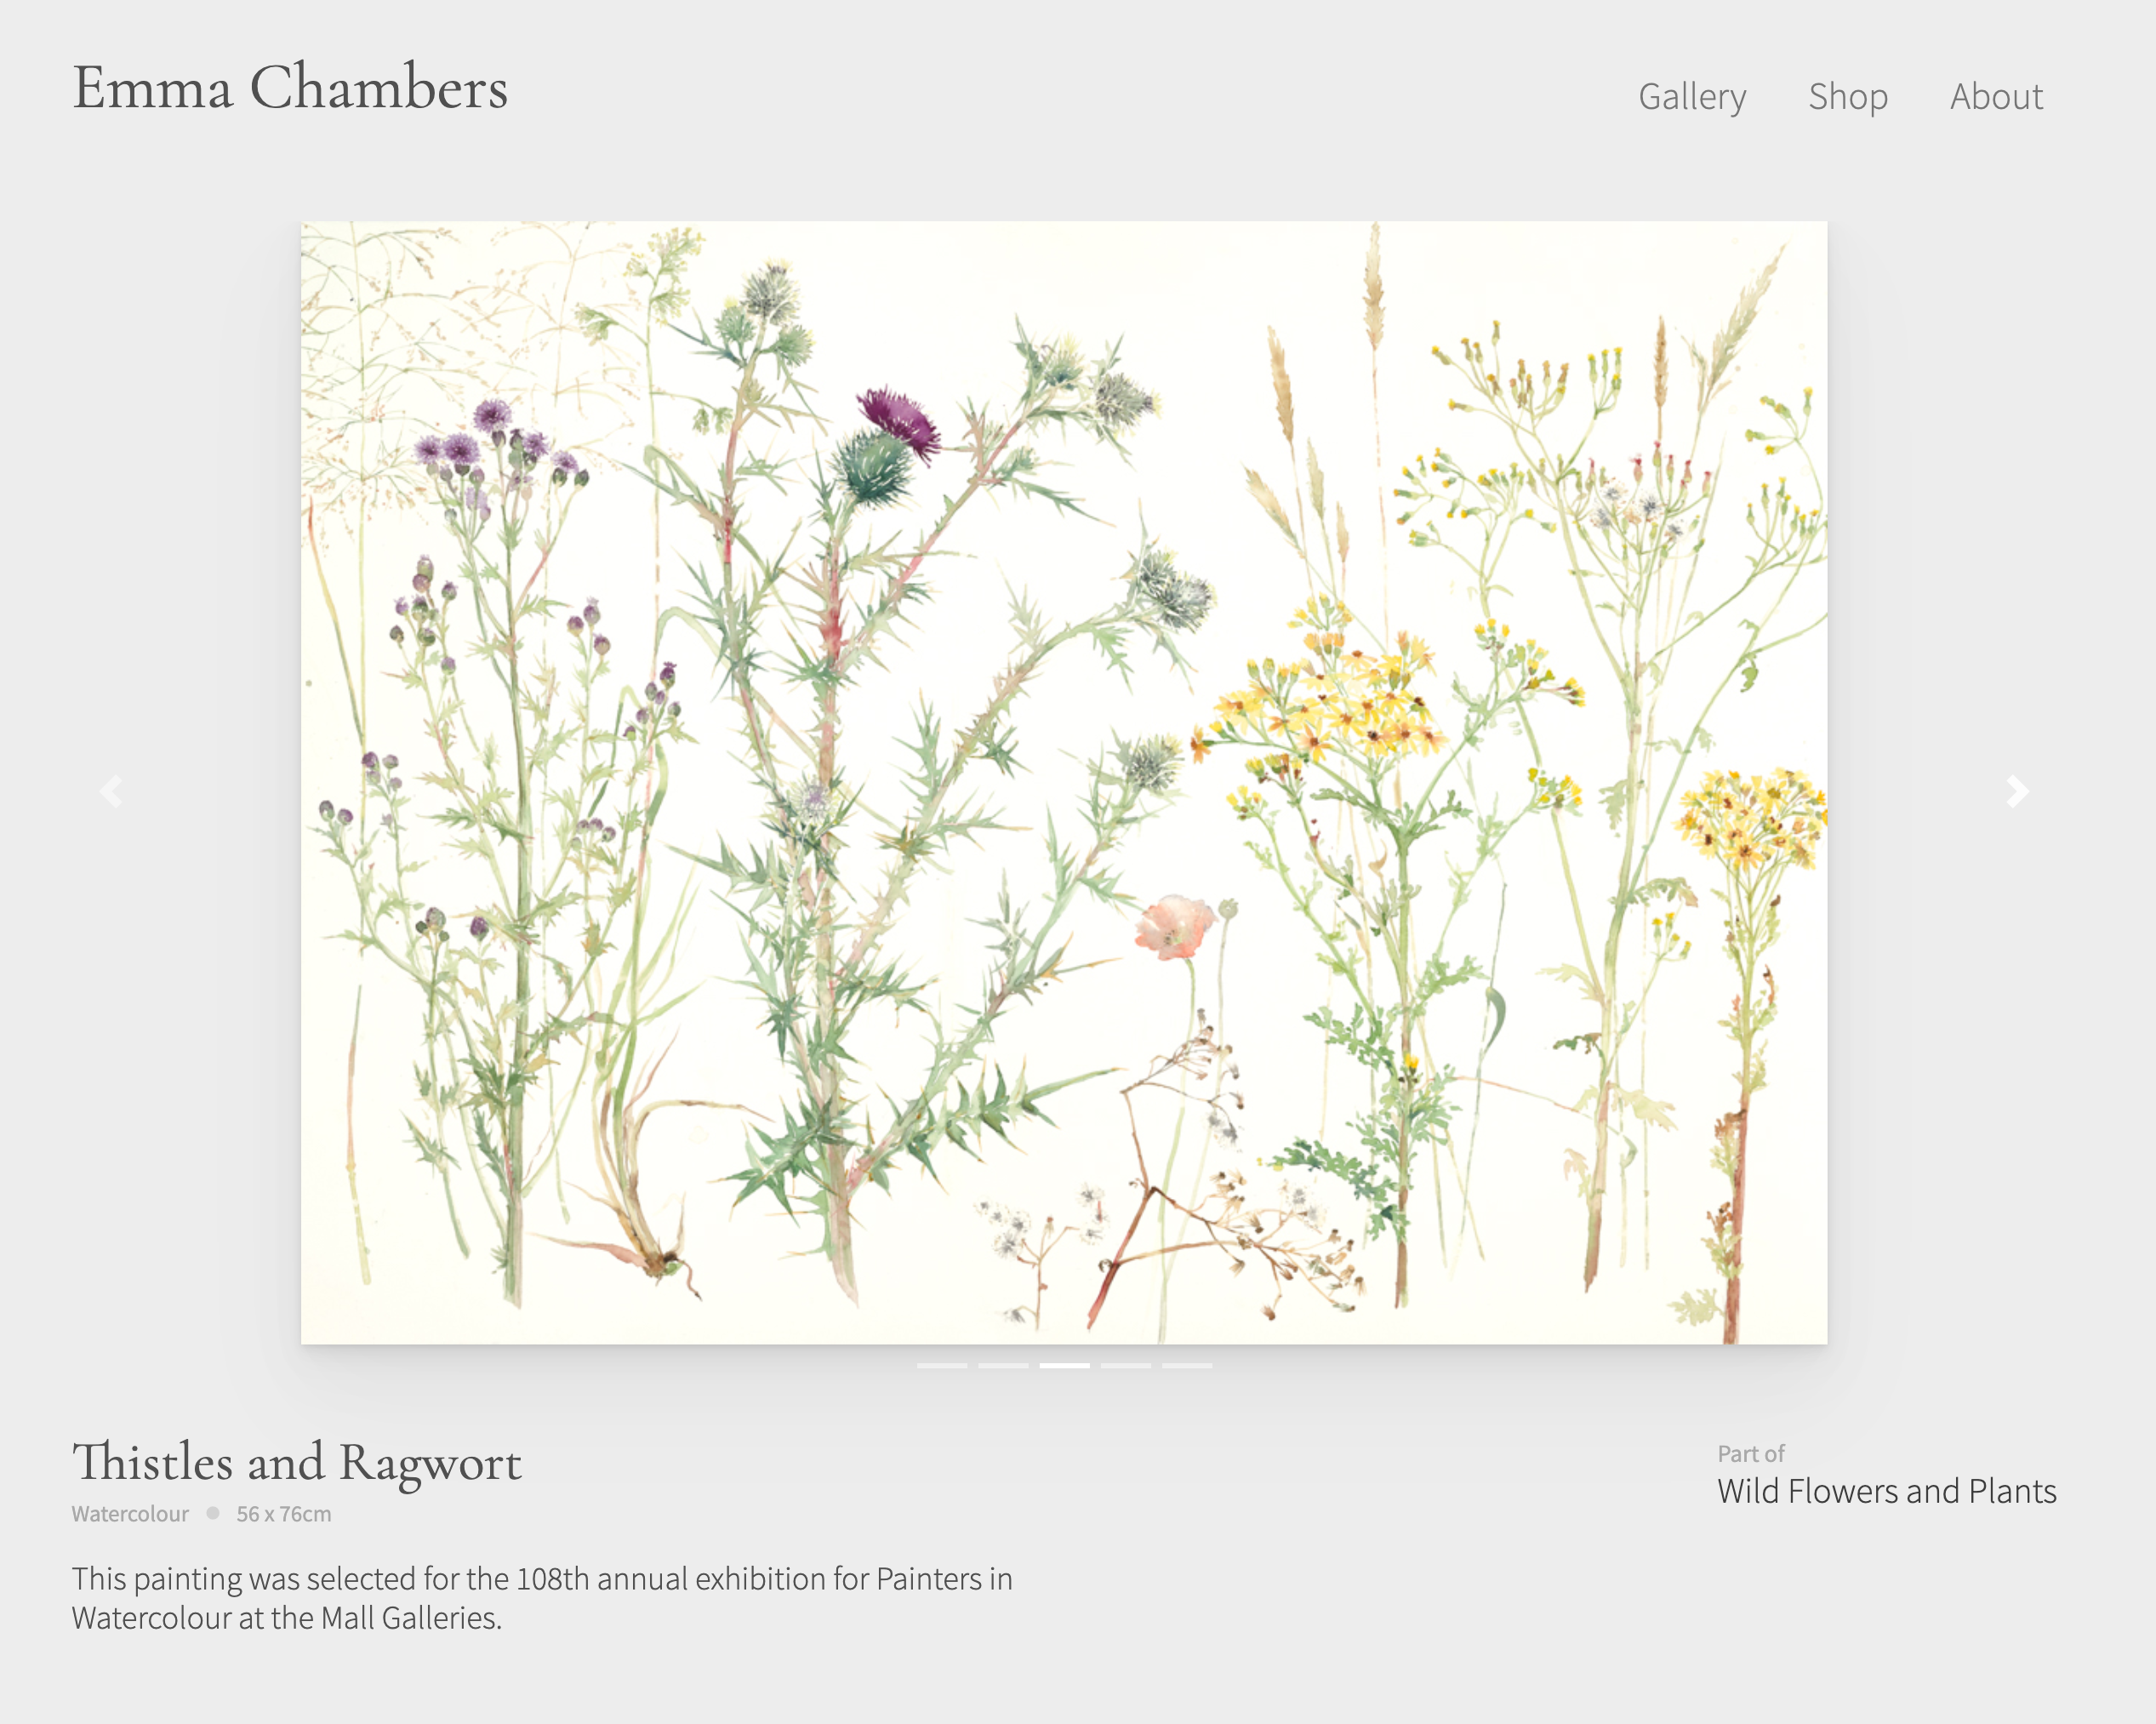 Emma Chambers
Gallery Shop About
Thistles and Ragwort
Watercolour ● 56 x 76cm
Part of
Wild Flowers and Plants
This painting was selected for the 108th annual exhibition for Painters in
Watercolour at the Mall Galleries.